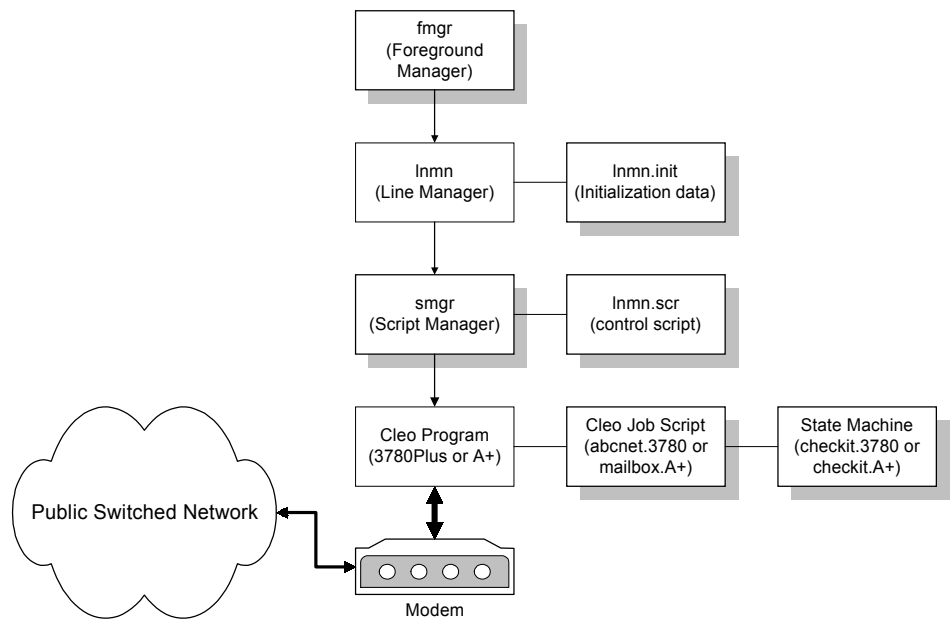 fmgr
(Foreground
Manager)
lnmn
(Line Manager)
lnmn.init
(Initialization data)
smgr
(Script Manager)
lnmn.scr
(control script)
Cleo Program
(3780Plus or A+)
Cleo Job Script
(abcnet.3780 or
mailbox.A+)
State Machine
(checkit.3780 or
checkit.A+)
Public Switched Network
Modem